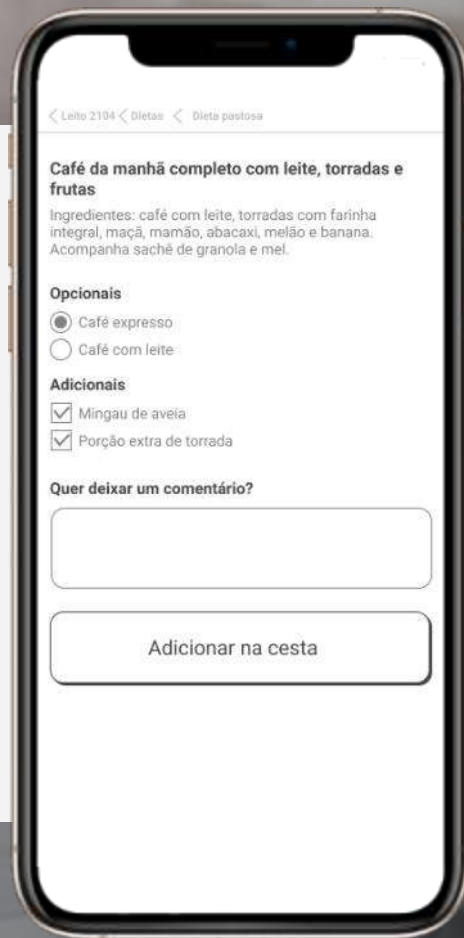 Leito 2104 Dietas Dieta pastosa
Café da manhã completo com leite, torradas e
frutas
Ingredientes: café com leite, torradas com farinha
integral, maçã, mamão, abacaxi, melão e banana.
Acompanha sachê de granola e mel.
Opcionais
Café expresso
Café com leite
Adicionais
Mingau de aveia
Porção extra de torrada
Quer deixar um comentário?
Adicionar na cesta